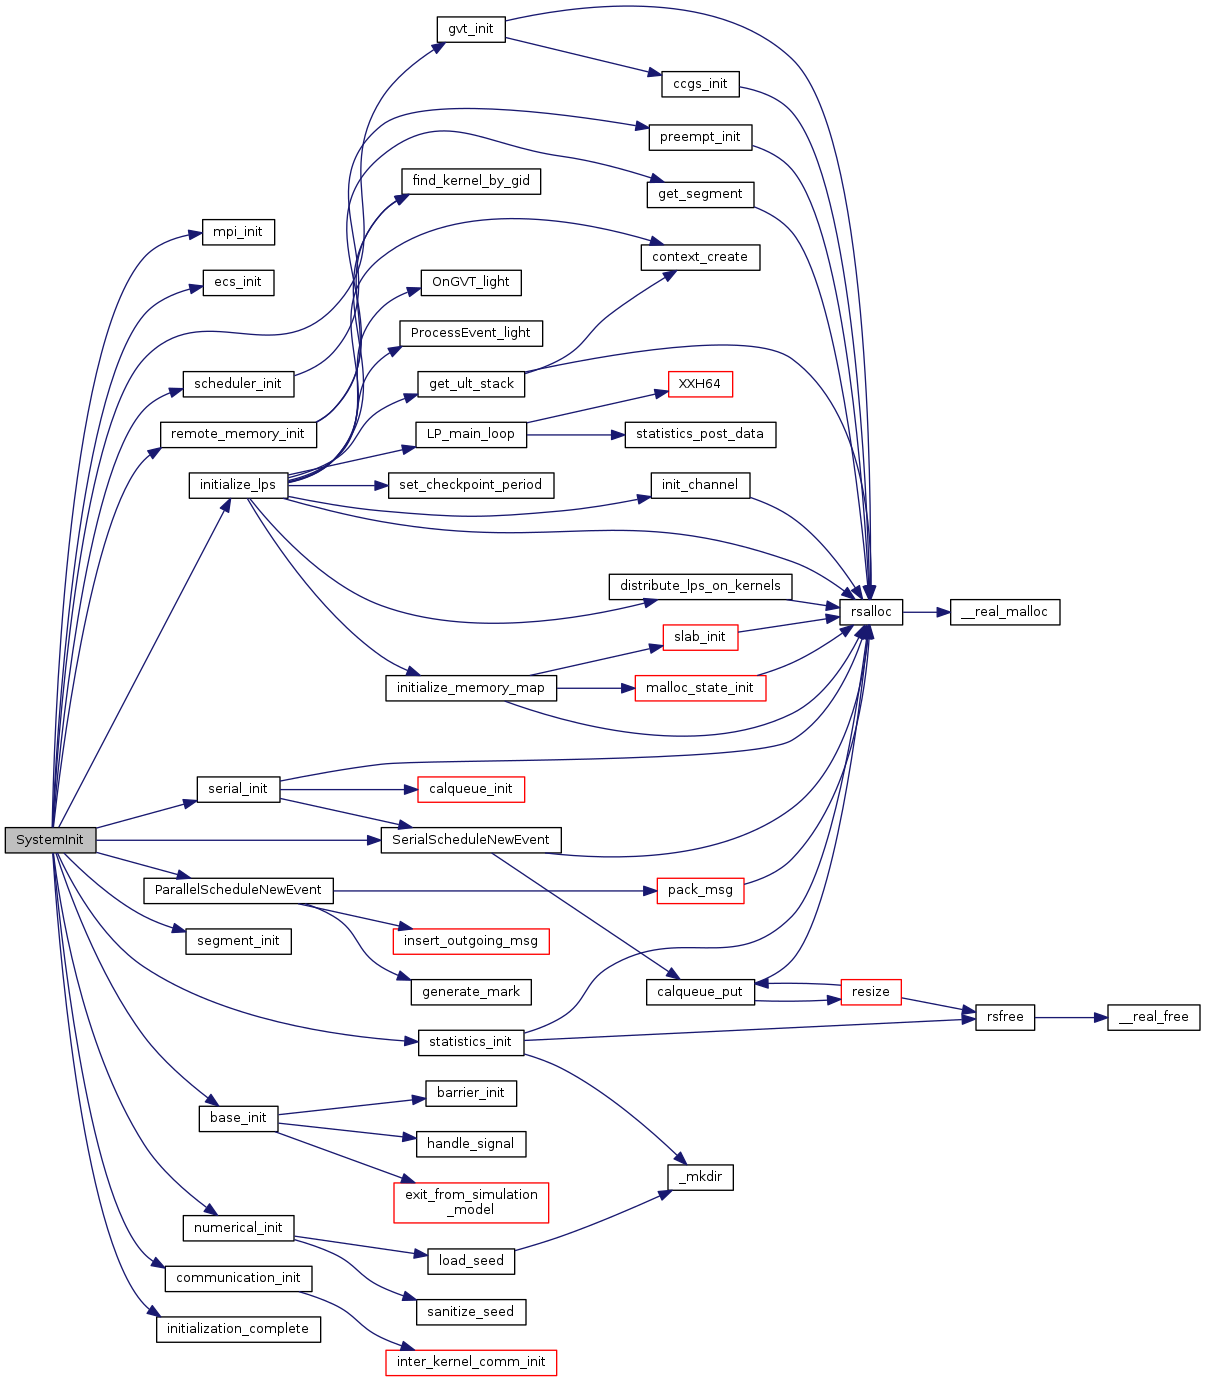 gvt_init
ccgs_init
preempt_init
find_kernel_by_gid
get_segment
mpi_init
context_create
ecs_init
OnGVT_light
ProcessEvent_light
scheduler_init
get_ult_stack
XXH64
remote_memory_init
LP_main_loop
statistics_post_data
initialize_lps
set_checkpoint_period
init_channel
distribute_lps_on_kernels
rsalloc
__real_malloc
slab_init
initialize_memory_map
malloc_state_init
serial_init
calqueue_init
SystemInit
SerialScheduleNewEvent
ParallelScheduleNewEvent
pack_msg
segment_init
insert_outgoing_msg
generate_mark
calqueue_put
resize
rsfree
__real_free
statistics_init
barrier_init
base_init
handle_signal
_mkdir
exit_from_simulation
_model
numerical_init
load_seed
communication_init
sanitize_seed
initialization_complete
inter_kernel_comm_init